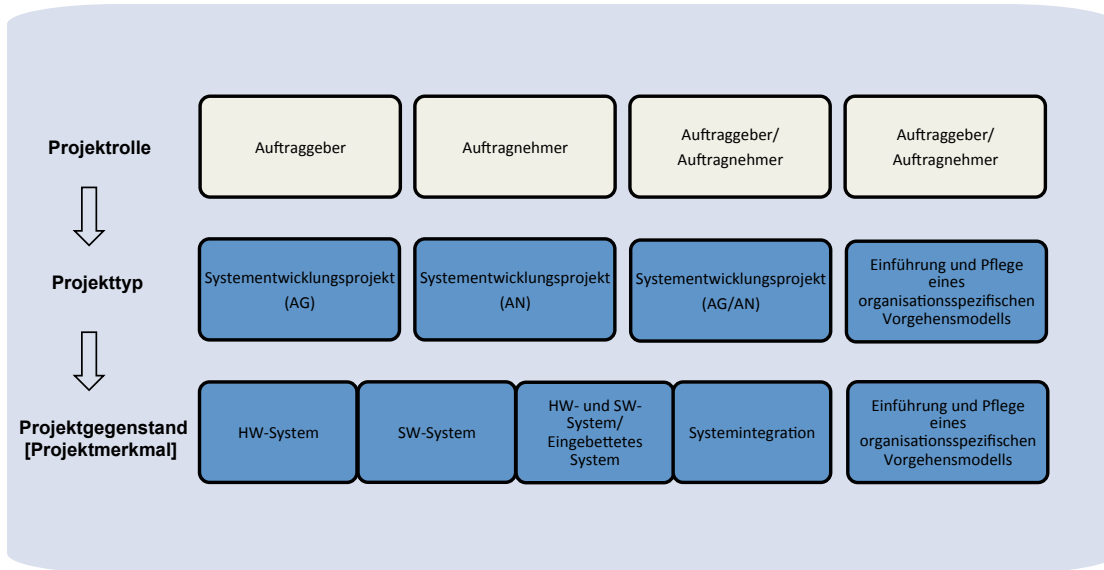 Projektrolle
Auftraggeber
Auftragnehmer
Auftraggeber/
Auftragnehmer
Auftraggeber/
Auftragnehmer
Projekttyp
Systementwicklungsprojekt
(AG)
Systementwicklungsprojekt
(AN)
Systementwicklungsprojekt
(AG/AN)
Einführung und Pflege
eines
organisationsspezifischen
Vorgehensmodells
Projektgegenstand
[Projektmerkmal]
HW-System
SW-System
HW- und SW-
System/
Eingebettetes
System
Systemintegration
Einführung und Pflege
eines
organisationsspezifischen
Vorgehensmodells